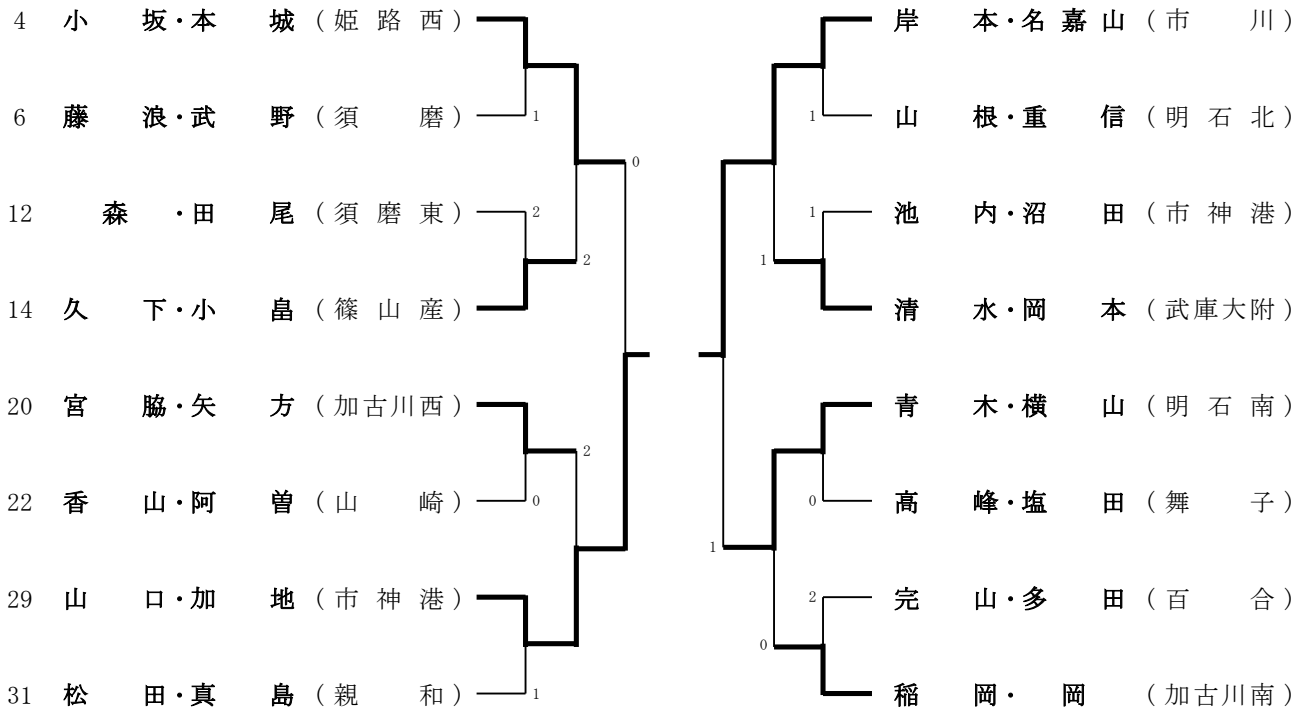 4 小坂・本城 (姫路西) 岸本・名嘉山 (市川)
6 藤浪・武野 (須磨) 1 1 山根・重信 (明石北)
0
12 森・田尾 (須磨東) 2 1 池内・沼田 (市神港)
2 1
14 久下・小畠 (篠山産) 清水・岡本 (武庫大附)
20 宮脇・矢方 (加古川西) 青木・横山 (明石南)
2
22 香山・阿曽 (山崎) 0 0 高峰・塩田 (舞子)
1
29 山口・加地 (市神港) 2 完山・多田 (百合)
0
31 松田・真島 (親和) 1 稲岡・岡 (加古川南)